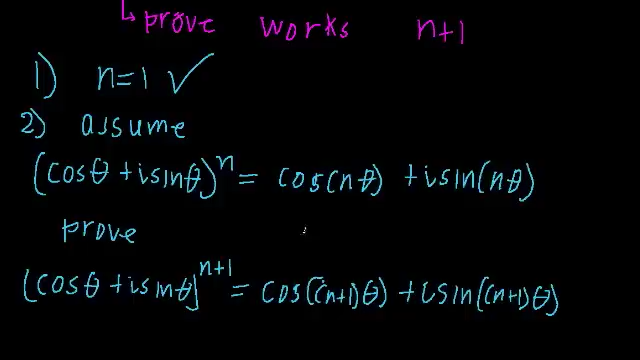 ↳ prove works n+1
1) n=1 ✓
2) assume
(cosθ + isinθ)^n = cos(nθ) + isin(nθ)
prove
(cosθ + isinθ)^n+1 = cos((n+1)θ) + isin((n+1)θ)